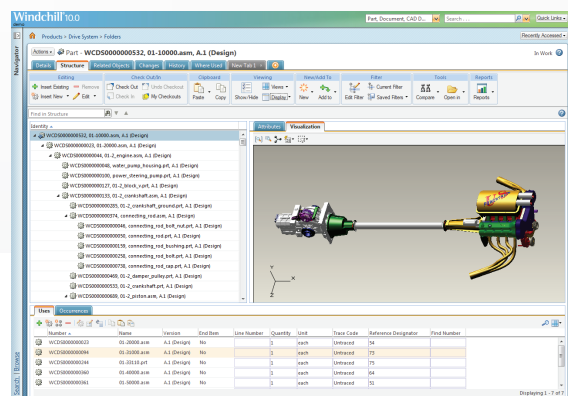 Windchill 10.0
demo
Part, Document, CAD D...
Search...
Quick Links
Products > Drive System > Folders
Recently Accessed
Navigator
Actions
Part - WCDS0000000532, 01-10000.asm, A.1 (Design)
In Work
Details Structure Related Objects Changes History Where Used New Tab 1
Editing Check Out/In Clipboard Viewing New/Add To Filter Tools Reports
Insert Existing Remove Check Out Undo Checkout Views Current Filter
Insert New Edit Check In My Checkouts Paste Copy Show/Hide Display New Add to Edit Filter Saved Filters Compare Open in Reports
Find in Structure
Identity
Attributes Visualization
WCDS0000000532, 01-10000.asm, A.1 (Design)
WCDS0000000023, 01-20000.asm, A.1 (Design)
WCDS0000000044, 01-2_engine.asm, A.1 (Design)
WCDS0000000048, water_pump_housing.prt, A.1 (Design)
WCDS0000000100, power_steering_pump.prt, A.1 (Design)
WCDS0000000127, 01-2_block_v.prt, A.1 (Design)
WCDS0000000133, 01-2_crankshaft.asm, A.1 (Design)
WCDS0000000285, 01-2_crankshaft_ground.prt, A.1 (Design)
WCDS0000000374, connecting_rod.asm, A.1 (Design)
WCDS0000000046, connecting_rod_bolt_nut.prt, A.1 (Design)
WCDS0000000050, connecting_rod.prt, A.1 (Design)
WCDS0000000159, connecting_rod_bushing.prt, A.1 (Design)
WCDS0000000248, connecting_rod_bolt.prt, A.1 (Design)
WCDS0000000738, connecting_rod_cap.prt, A.1 (Design)
WCDS0000000469, 01-2_damper_pulley.prt, A.1 (Design)
WCDS0000000533, 01-2_crankshaft.prt, A.1 (Design)
WCDS0000000689, 01-2_piston.asm, A.1 (Design)
Y
X
Z
Uses Occurrences
Number Name Version End Item Line Number Quantity Unit Trace Code Reference Designator Find Number
WCDS0000000023 01-20000.asm A.1 (Design) No 1 each Untraced 54
WCDS0000000094 01-31000.asm A.1 (Design) No 1 each Untraced 73
WCDS0000000244 01-33110.prt A.1 (Design) No 1 each Untraced 75
WCDS0000000360 01-40000.asm A.1 (Design) No 1 each Untraced 64
WCDS0000000361 01-50000.asm A.1 (Design) No 1 each Untraced 51
Search / Browse
Displaying 1 - 7 of 7